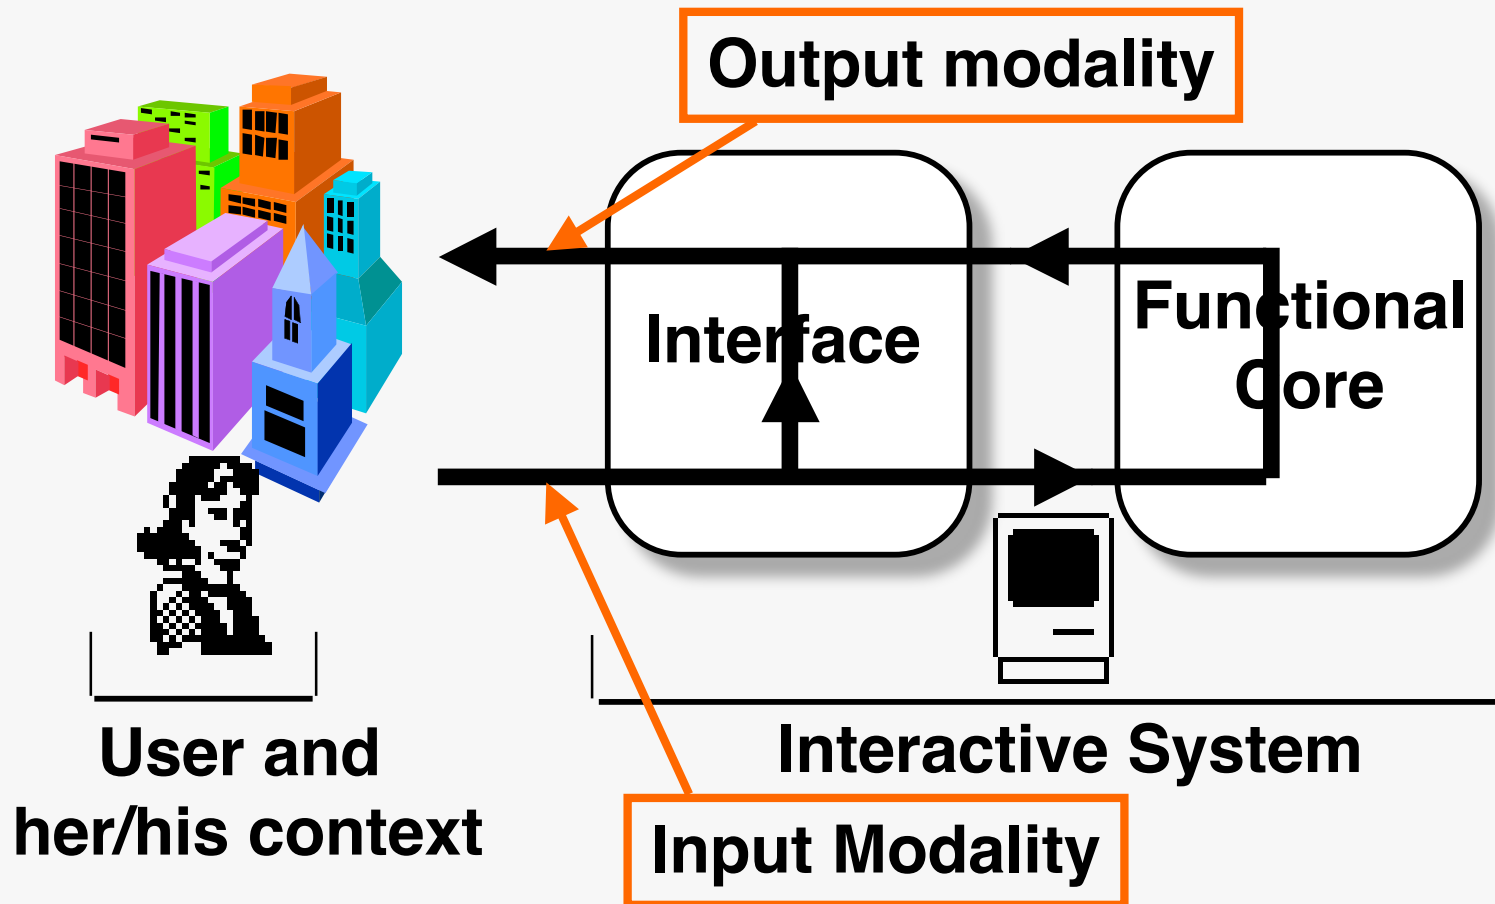 Output modality
Interface
Functional
Core
User and
her/his context
Interactive System
Input Modality